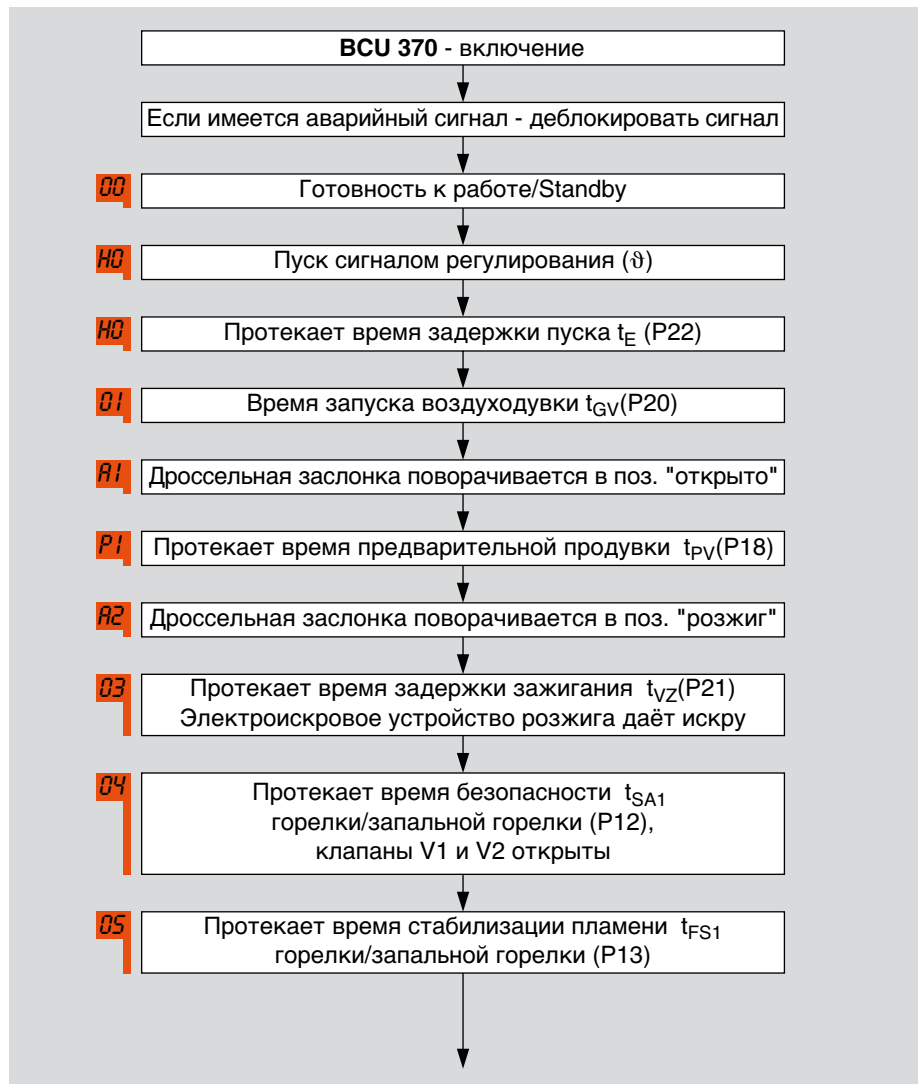 BCU 370 - включение
Если имеется аварийный сигнал - деблокировать сигнал
00 Готовность к работе/Standby
H0 Пуск сигналом регулирования (ϑ)
H0 Протекает время задержки пуска tE (P22)
01 Время запуска воздуходувки tGV(P20)
A1 Дроссельная заслонка поворачивается в поз. "открыто"
P1 Протекает время предварительной продувки tPV(P18)
A2 Дроссельная заслонка поворачивается в поз. "розжиг"
03 Протекает время задержки зажигания tVZ(P21)
Электроискровое устройство розжига даёт искру
04 Протекает время безопасности tSA1
горелки/запальной горелки (P12),
клапаны V1 и V2 открыты
05 Протекает время стабилизации пламени tFS1
горелки/запальной горелки (P13)